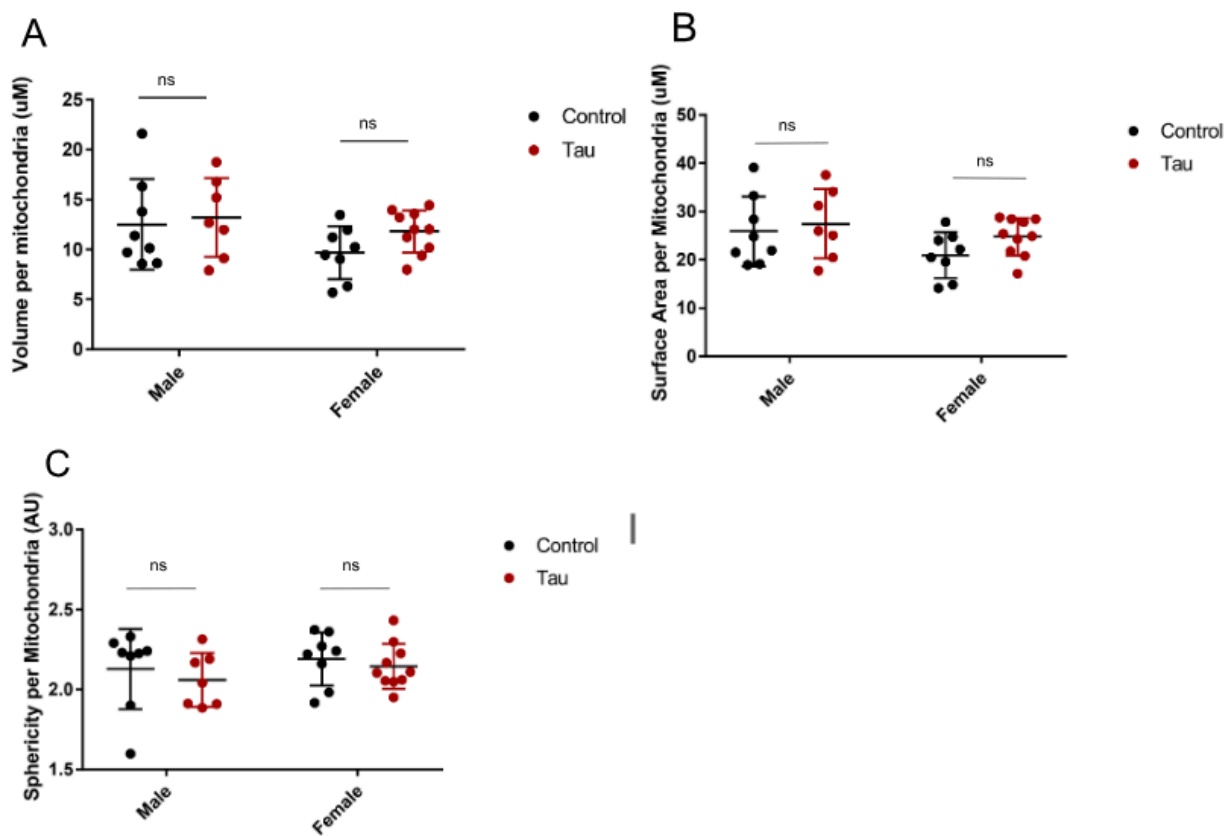 A
Volume per mitochondria (uM)
25
20
15
10
5
0
ns
ns
Male
Female
Control
Tau
B
Surface Area per Mitochondria (uM)
50
40
30
20
10
0
ns
ns
Male
Female
Control
Tau
C
Sphericity per Mitochondria (AU)
3.0
2.5
2.0
1.5
ns
ns
Male
Female
Control
Tau